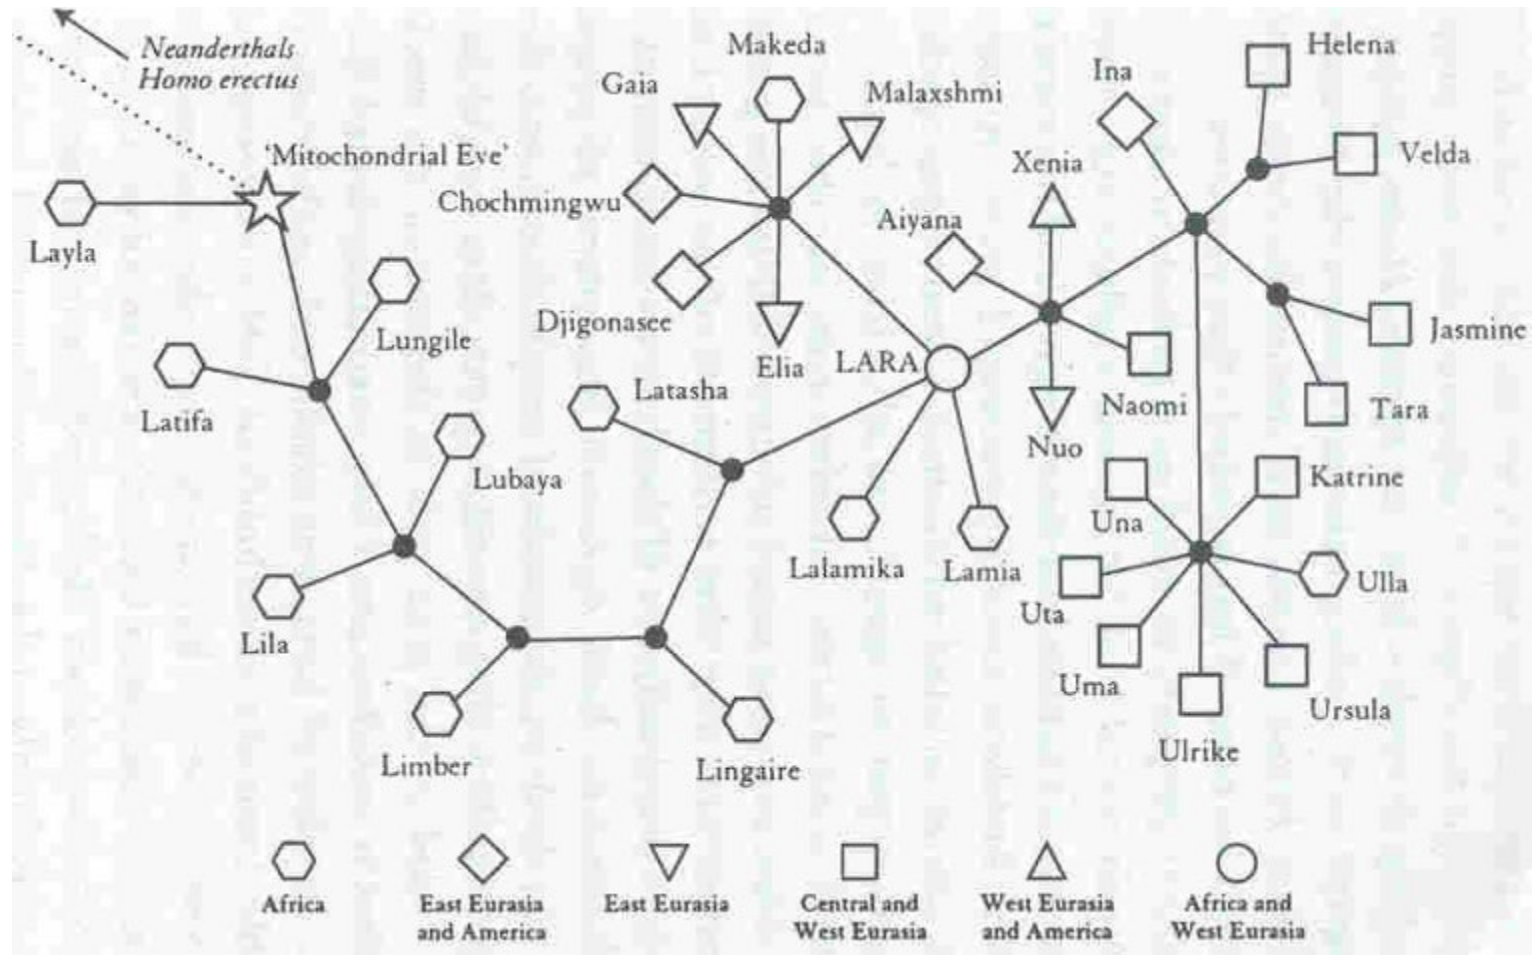 Neanderthals
Homo erectus
'Mitochondrial Eve'
Layla
Lungile
Latifa
Lubaya
Lila
Limber
Lingaire
Latasha
Makeda
Gaia
Malaxshmi
Chochmingwu
Djigonasee
Elia
LARA
Lalamika
Lamia
Aiyana
Xenia
Naomi
Nuo
Ina
Helena
Velda
Jasmine
Tara
Una
Katrine
Uta
Ulla
Uma
Ursula
Ulrike
Africa
East Eurasia
and America
East Eurasia
Central and
West Eurasia
West Eurasia
and America
Africa and
West Eurasia